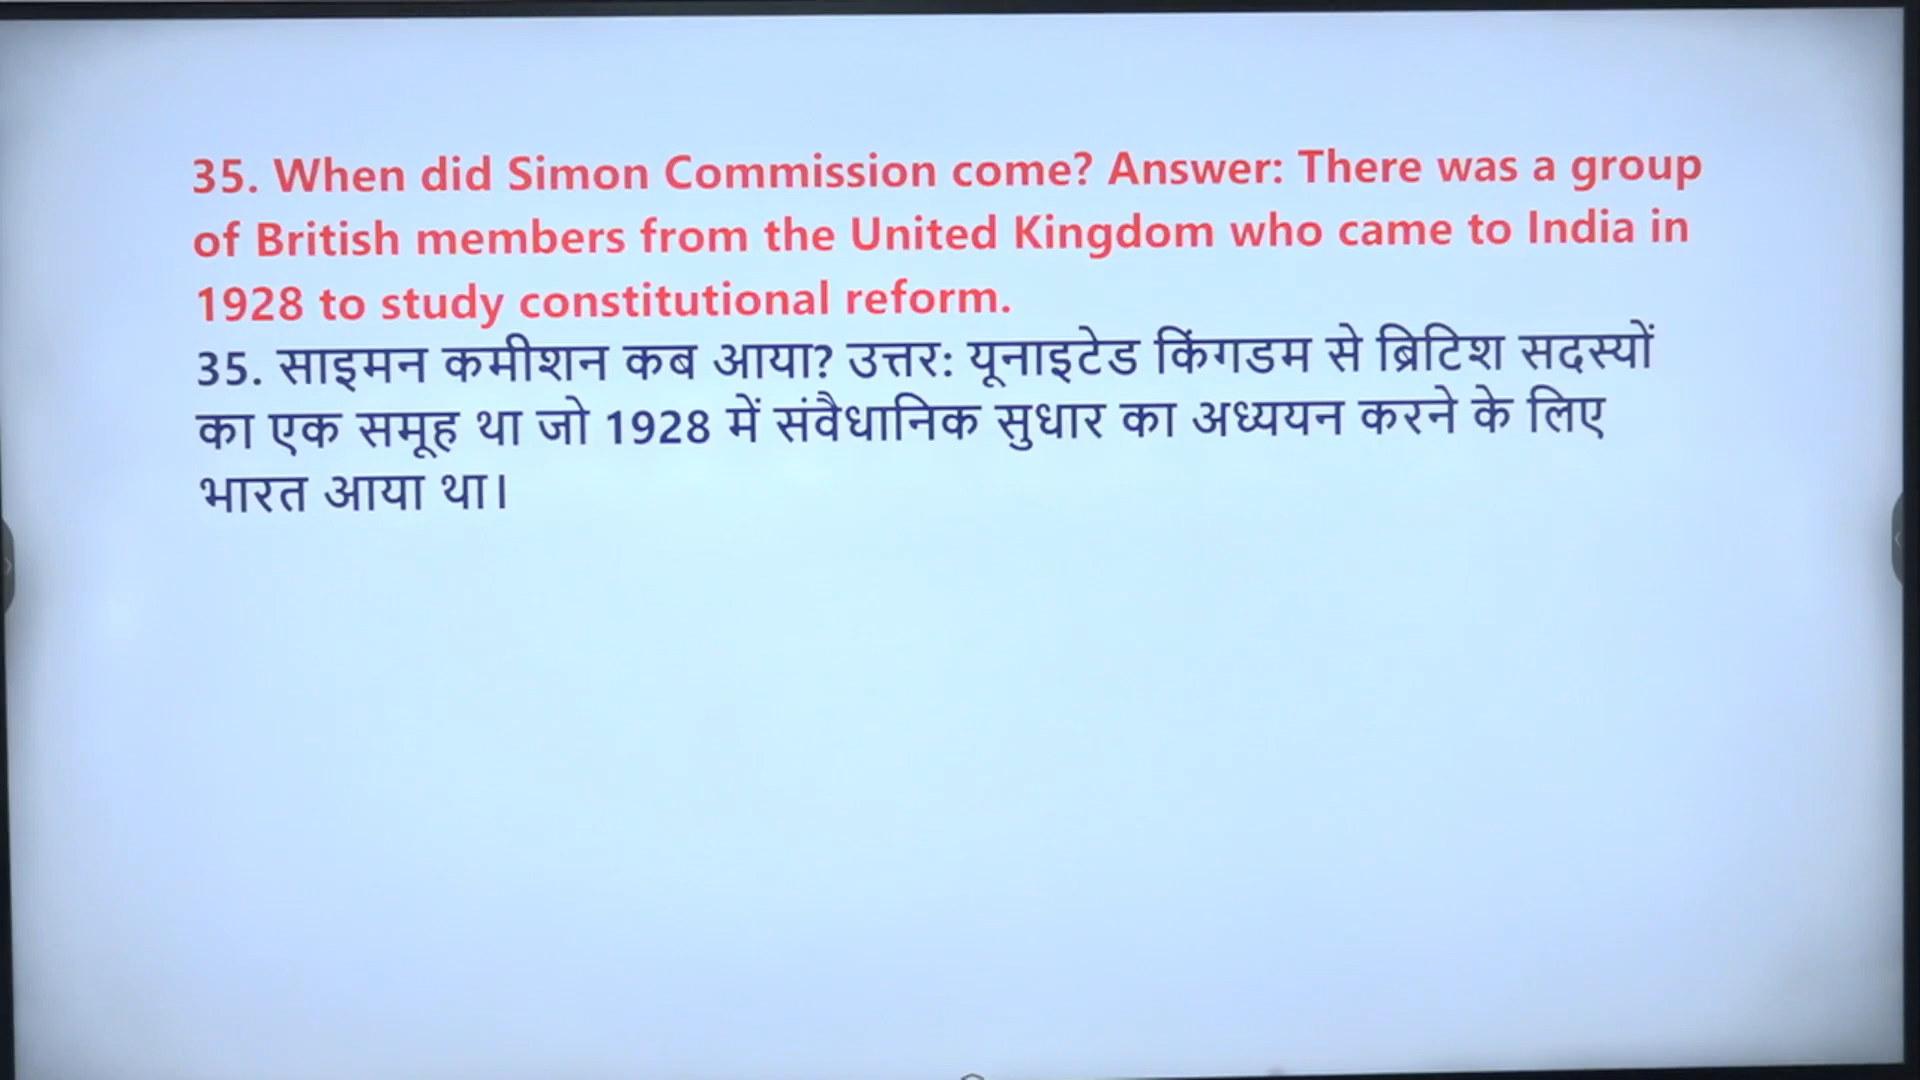 35. When did Simon Commission come? Answer: There was a group
of British members from the United Kingdom who came to India in
1928 to study constitutional reform.
35. साइमन कमीशन कब आया? उत्तर: यूनाइटेड किंगडम से ब्रिटिश सदस्यों
का एक समूह था जो 1928 में संवैधानिक सुधार का अध्ययन करने के लिए
भारत आया था।